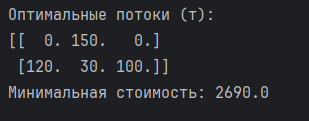 Оптимальные потоки (т):
[[  0. 150.   0.]
 [120.  30. 100.]]
Минимальная стоимость: 2690.0